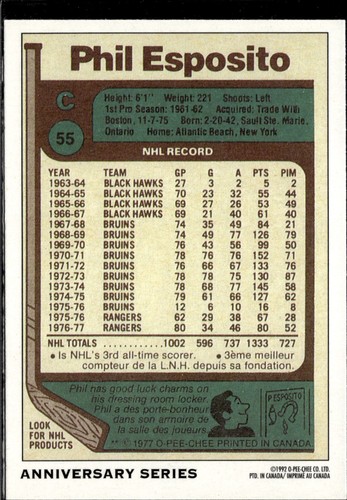 Phil Esposito
C
55
Height: 6'1" Weight: 221 Shoots: Left
1st Pro Season: 1961-62 Acquired: Trade With
Boston, 11-7-75 Born: 2-20-42, Sault Ste. Marie,
Ontario Home: Atlantic Beach, New York
NHL RECORD
YEAR TEAM GP G A PTS PIM
1963-64 BLACK HAWKS 27 3 2 5 2
1964-65 BLACK HAWKS 70 23 32 55 44
1965-66 BLACK HAWKS 69 27 26 53 49
1966-67 BLACK HAWKS 69 21 40 61 40
1967-68 BRUINS 74 35 49 84 21
1968-69 BRUINS 74 49 77 126 79
1969-70 BRUINS 76 43 56 99 50
1970-71 BRUINS 78 76 76 152 71
1971-72 BRUINS 76 66 67 133 76
1972-73 BRUINS 78 55 75 130 87
1973-74 BRUINS 78 68 77 145 58
1974-75 BRUINS 79 61 66 127 62
1975-76 BRUINS 12 6 10 16 8
1975-76 RANGERS 62 29 38 67 28
1976-77 RANGERS 80 34 46 80 52
NHL TOTALS ............ 1002 596 737 1333 727
• Is NHL's 3rd all-time scorer. • 3ème meilleur
compteur de la L.N.H. depuis sa fondation.
Phil has good luck charms on
his dressing room locker.
Phil a des porte-bonheur
dans son armoire de
la salle des joueurs.
P. ESPOSITO
LOOK
FOR NHL
PRODUCTS
** © 1977 O-PEE-CHEE PRINTED IN CANADA
ANNIVERSARY SERIES
©1992 O-PEE-CHEE CO. LTD.
PTD. IN CANADA/ IMPRIMÉ AU CANADA